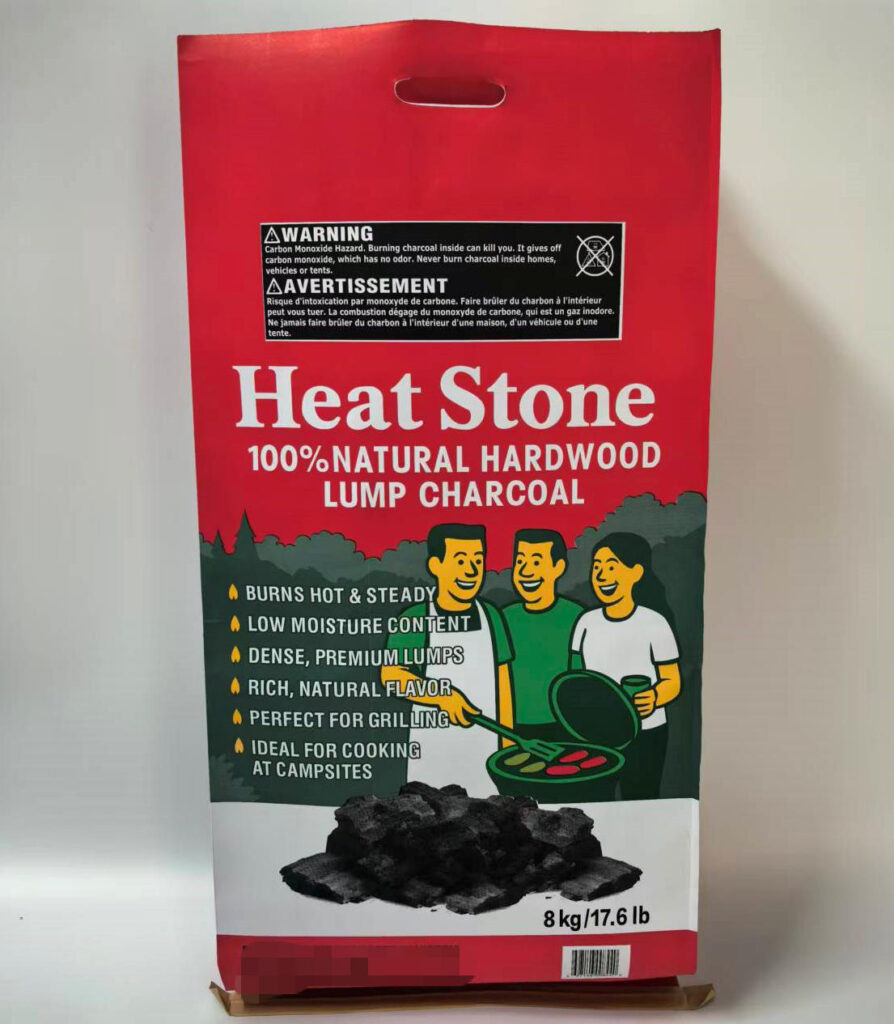 WARNING
Carbon Monoxide Hazard. Burning charcoal inside can kill you. It gives off
carbon monoxide, which has no odor. Never burn charcoal inside homes,
vehicles or tents.
AVERTISSEMENT
Risque d'intoxication par monoxyde de carbone. Faire brûler du charbon à l'intérieur
peut vous tuer. La combustion dégage du monoxyde de carbone, qui est un gaz inodore.
Ne jamais faire brûler du charbon à l'intérieur d'une maison, d'un véhicule ou d'une
tente.
Heat Stone
100% NATURAL HARDWOOD
LUMP CHARCOAL
BURNS HOT & STEADY
LOW MOISTURE CONTENT
DENSE, PREMIUM LUMPS
RICH, NATURAL FLAVOR
PERFECT FOR GRILLING
IDEAL FOR COOKING
AT CAMPSITES
8 kg/17.6 lb